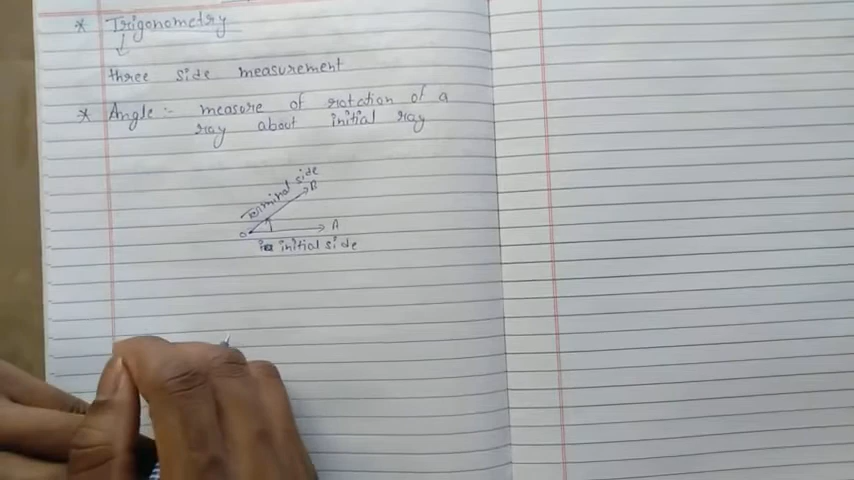 * Trigonometry
three side measurement
* Angle :- measure of rotation of a
ray about initial ray
Terminal side
B
O
A
initial side